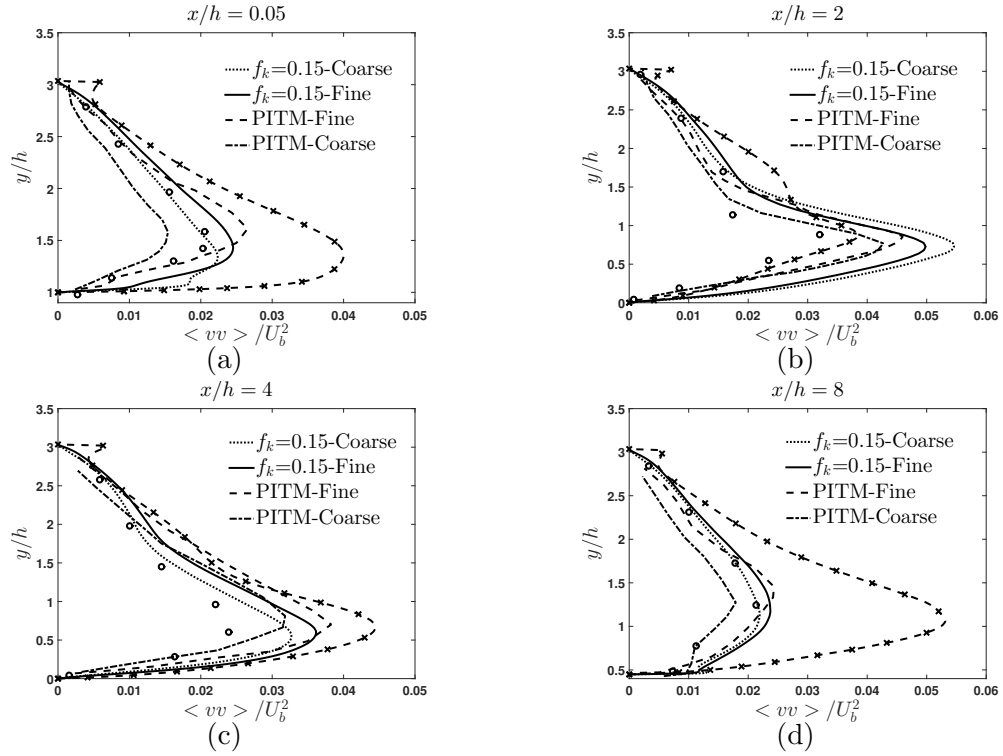 x/h = 0.05
3.5
3
2.5
2
1.5
1
y/h
f_k=0.15-Coarse
f_k=0.15-Fine
PITM-Fine
PITM-Coarse
0 0.01 0.02 0.03 0.04 0.05
< vv > /U_b^2
(a)
x/h = 2
3.5
3
2.5
2
1.5
1
0.5
0
y/h
f_k=0.15-Coarse
f_k=0.15-Fine
PITM-Fine
PITM-Coarse
0 0.01 0.02 0.03 0.04 0.05 0.06
< vv > /U_b^2
(b)
x/h = 4
3.5
3
2.5
2
1.5
1
0.5
0
y/h
f_k=0.15-Coarse
f_k=0.15-Fine
PITM-Fine
PITM-Coarse
0 0.01 0.02 0.03 0.04 0.05
< vv > /U_b^2
(c)
x/h = 8
3.5
3
2.5
2
1.5
1
0.5
y/h
f_k=0.15-Coarse
f_k=0.15-Fine
PITM-Fine
PITM-Coarse
0 0.01 0.02 0.03 0.04 0.05 0.06
< vv > /U_b^2
(d)